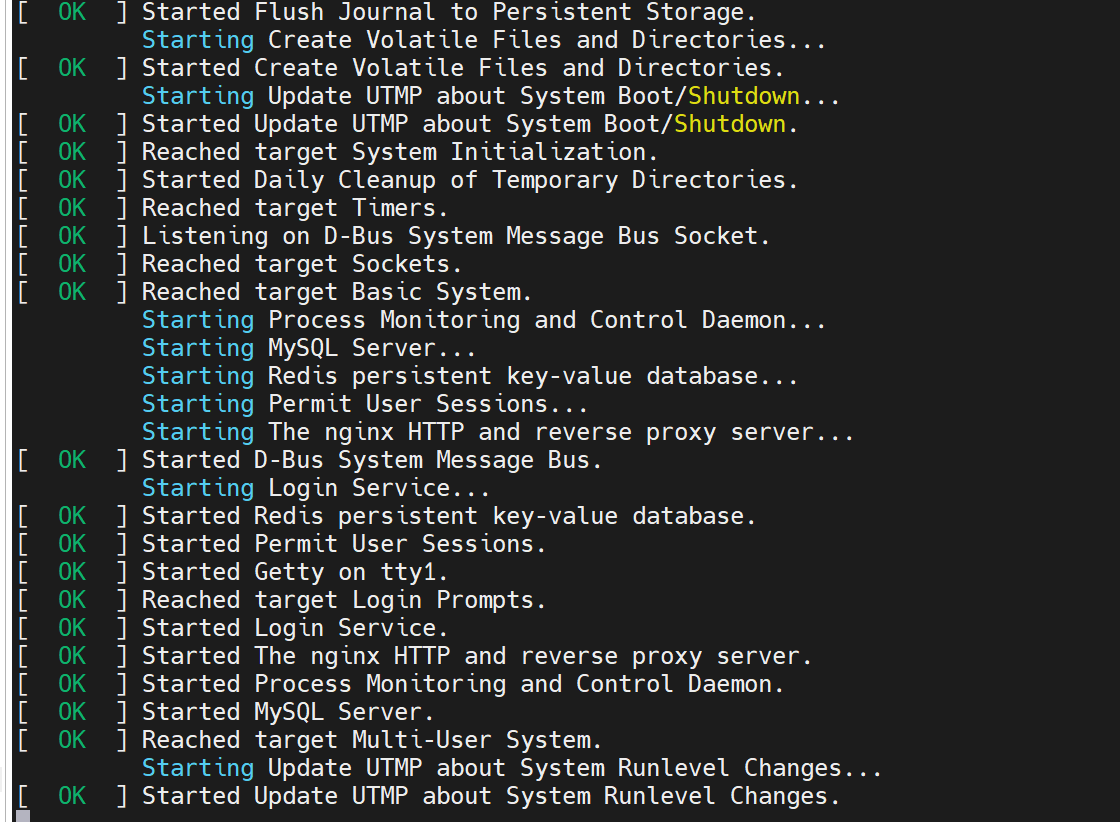 [  OK  ] Started Flush Journal to Persistent Storage.
         Starting Create Volatile Files and Directories...
[  OK  ] Started Create Volatile Files and Directories.
         Starting Update UTMP about System Boot/Shutdown...
[  OK  ] Started Update UTMP about System Boot/Shutdown.
[  OK  ] Reached target System Initialization.
[  OK  ] Started Daily Cleanup of Temporary Directories.
[  OK  ] Reached target Timers.
[  OK  ] Listening on D-Bus System Message Bus Socket.
[  OK  ] Reached target Sockets.
[  OK  ] Reached target Basic System.
         Starting Process Monitoring and Control Daemon...
         Starting MySQL Server...
         Starting Redis persistent key-value database...
         Starting Permit User Sessions...
         Starting The nginx HTTP and reverse proxy server...
[  OK  ] Started D-Bus System Message Bus.
         Starting Login Service...
[  OK  ] Started Redis persistent key-value database.
[  OK  ] Started Permit User Sessions.
[  OK  ] Started Getty on tty1.
[  OK  ] Reached target Login Prompts.
[  OK  ] Started Login Service.
[  OK  ] Started The nginx HTTP and reverse proxy server.
[  OK  ] Started Process Monitoring and Control Daemon.
[  OK  ] Started MySQL Server.
[  OK  ] Reached target Multi-User System.
         Starting Update UTMP about System Runlevel Changes...
[  OK  ] Started Update UTMP about System Runlevel Changes.